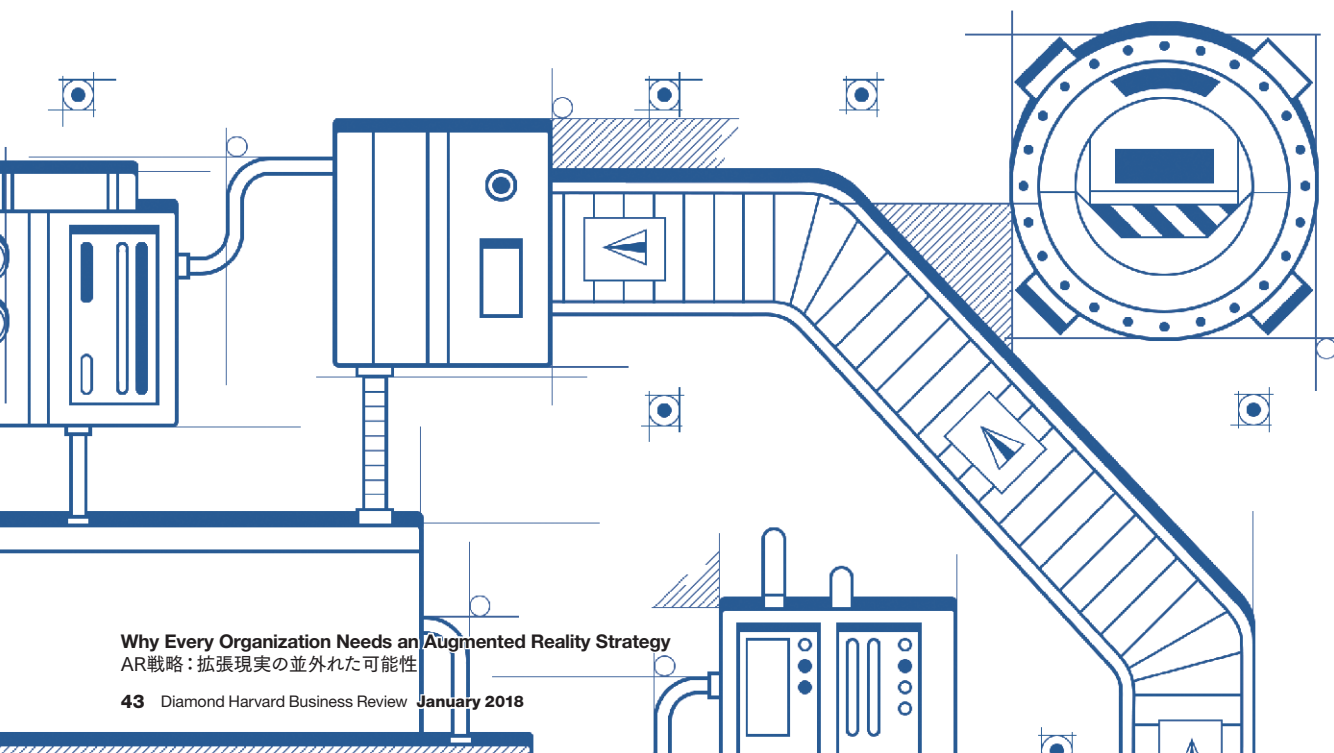 Why Every Organization Needs an Augmented Reality Strategy
AR戦略：拡張現実の並外れた可能性
43 Diamond Harvard Business Review January 2018